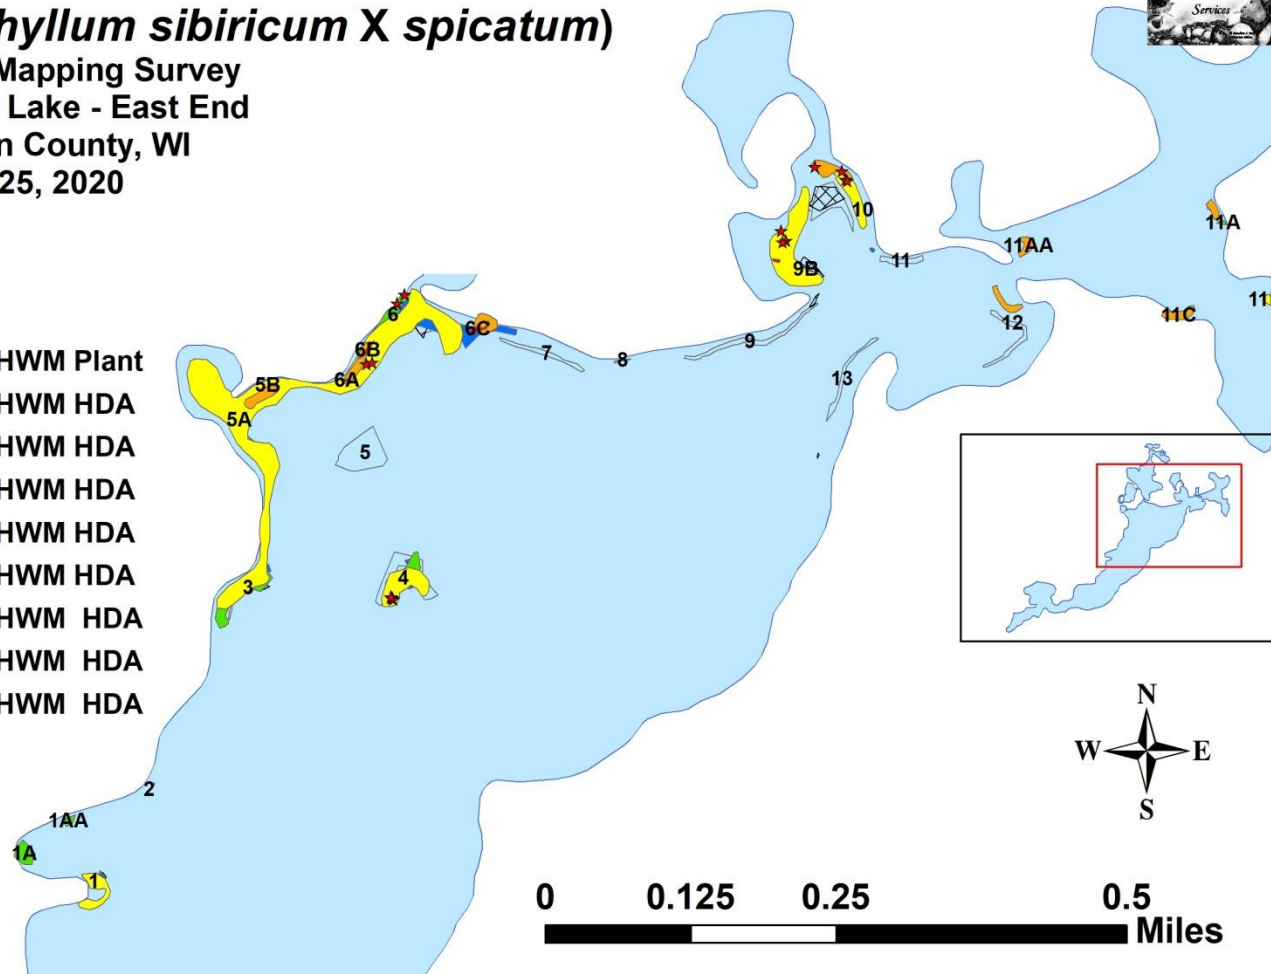 hyllum sibiricum X spicatum)
Mapping Survey
Lake - East End
n County, WI
25, 2020
Services
HWM Plant
HWM HDA
HWM HDA
HWM HDA
HWM HDA
HWM HDA
HWM HDA
HWM HDA
HWM HDA
10
11A
11AA
11
9B
11
11C
12
6
6C
9
7
8
6B
6A
13
5B
5A
5
4
3
2
1AA
1A
1
N
W E
S
0 0.125 0.25 0.5
Miles